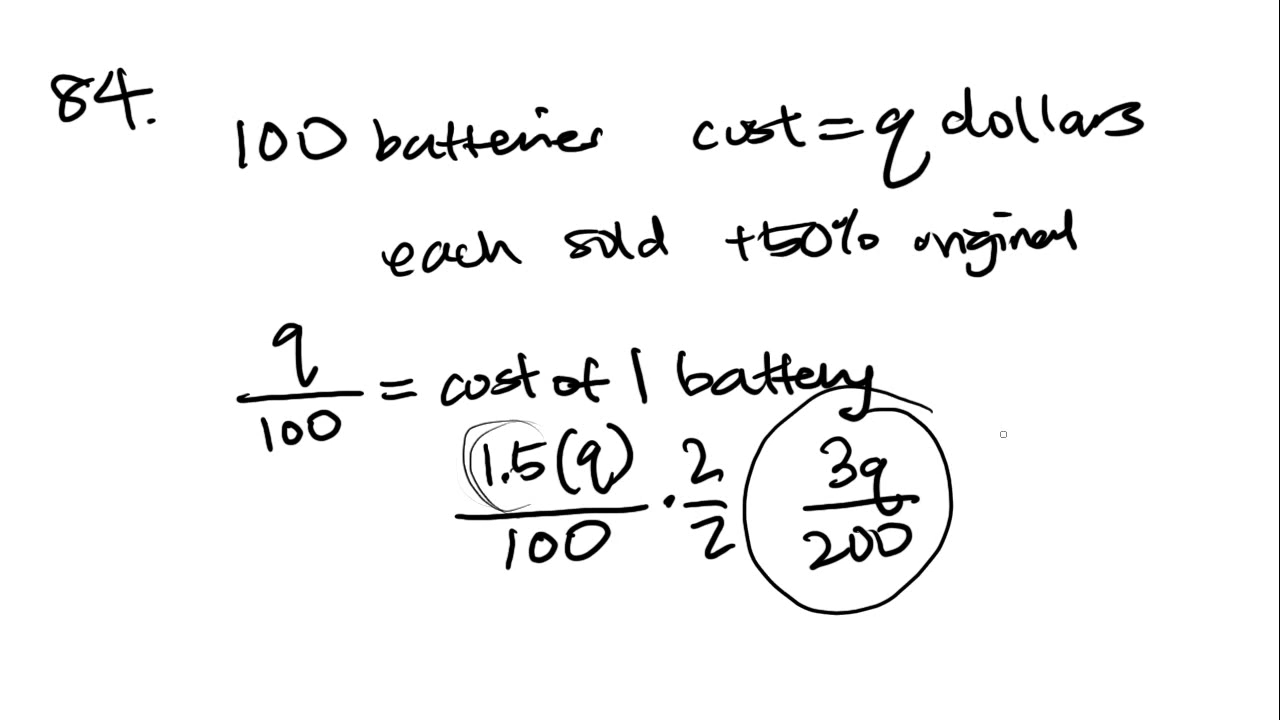 84.
100 batteries cost = q dollars
each sold +50% original
q/100 = cost of 1 battery
1.5(q)/100 · 2/2 3q/200